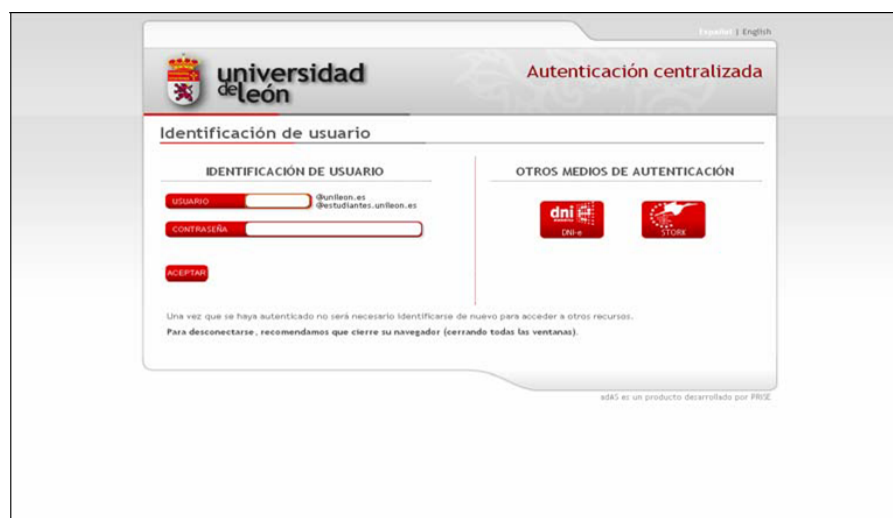 Español | English
universidad
de león
Autenticación centralizada
Identificación de usuario
IDENTIFICACIÓN DE USUARIO
USUARIO
@unileon.es
@estudiantes.unileon.es
CONTRASEÑA
ACEPTAR
OTROS MEDIOS DE AUTENTICACIÓN
dni
DNI-e
STORK
Una vez que se haya autenticado no será necesario identificarse de nuevo para acceder a otros recursos.
Para desconectarse, recomendamos que cierre su navegador (cerrando todas las ventanas).
adAS es un producto desarrollado por PRISE